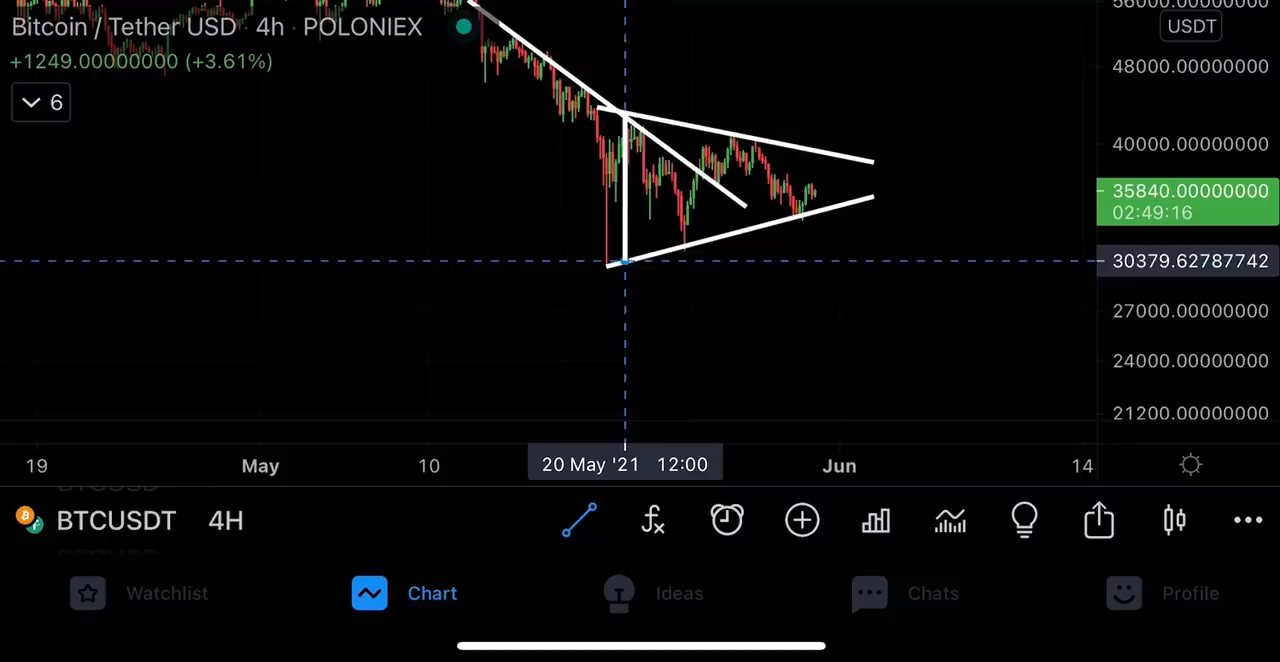 Bitcoin / Tether USD · 4h · POLONIEX
56000.00000000
USDT
+1249.00000000 (+3.61%)
48000.00000000
6
40000.00000000
35840.00000000
02:49:16
30379.62787742
27000.00000000
24000.00000000
21200.00000000
19 May 10 20 May '21 12:00 Jun 14
BTCUSDT 4H
Watchlist Chart Ideas Chats Profile